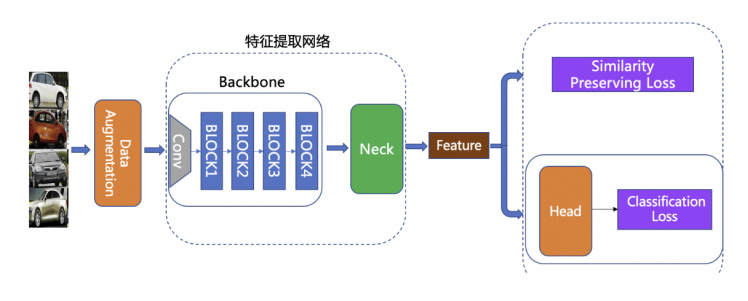 特征提取网络
Backbone
Data
Augmentation
Conv
BLOCK1
BLOCK2
BLOCK3
BLOCK4
Neck
Feature
Similarity
Preserving Loss
Head
Classification
Loss